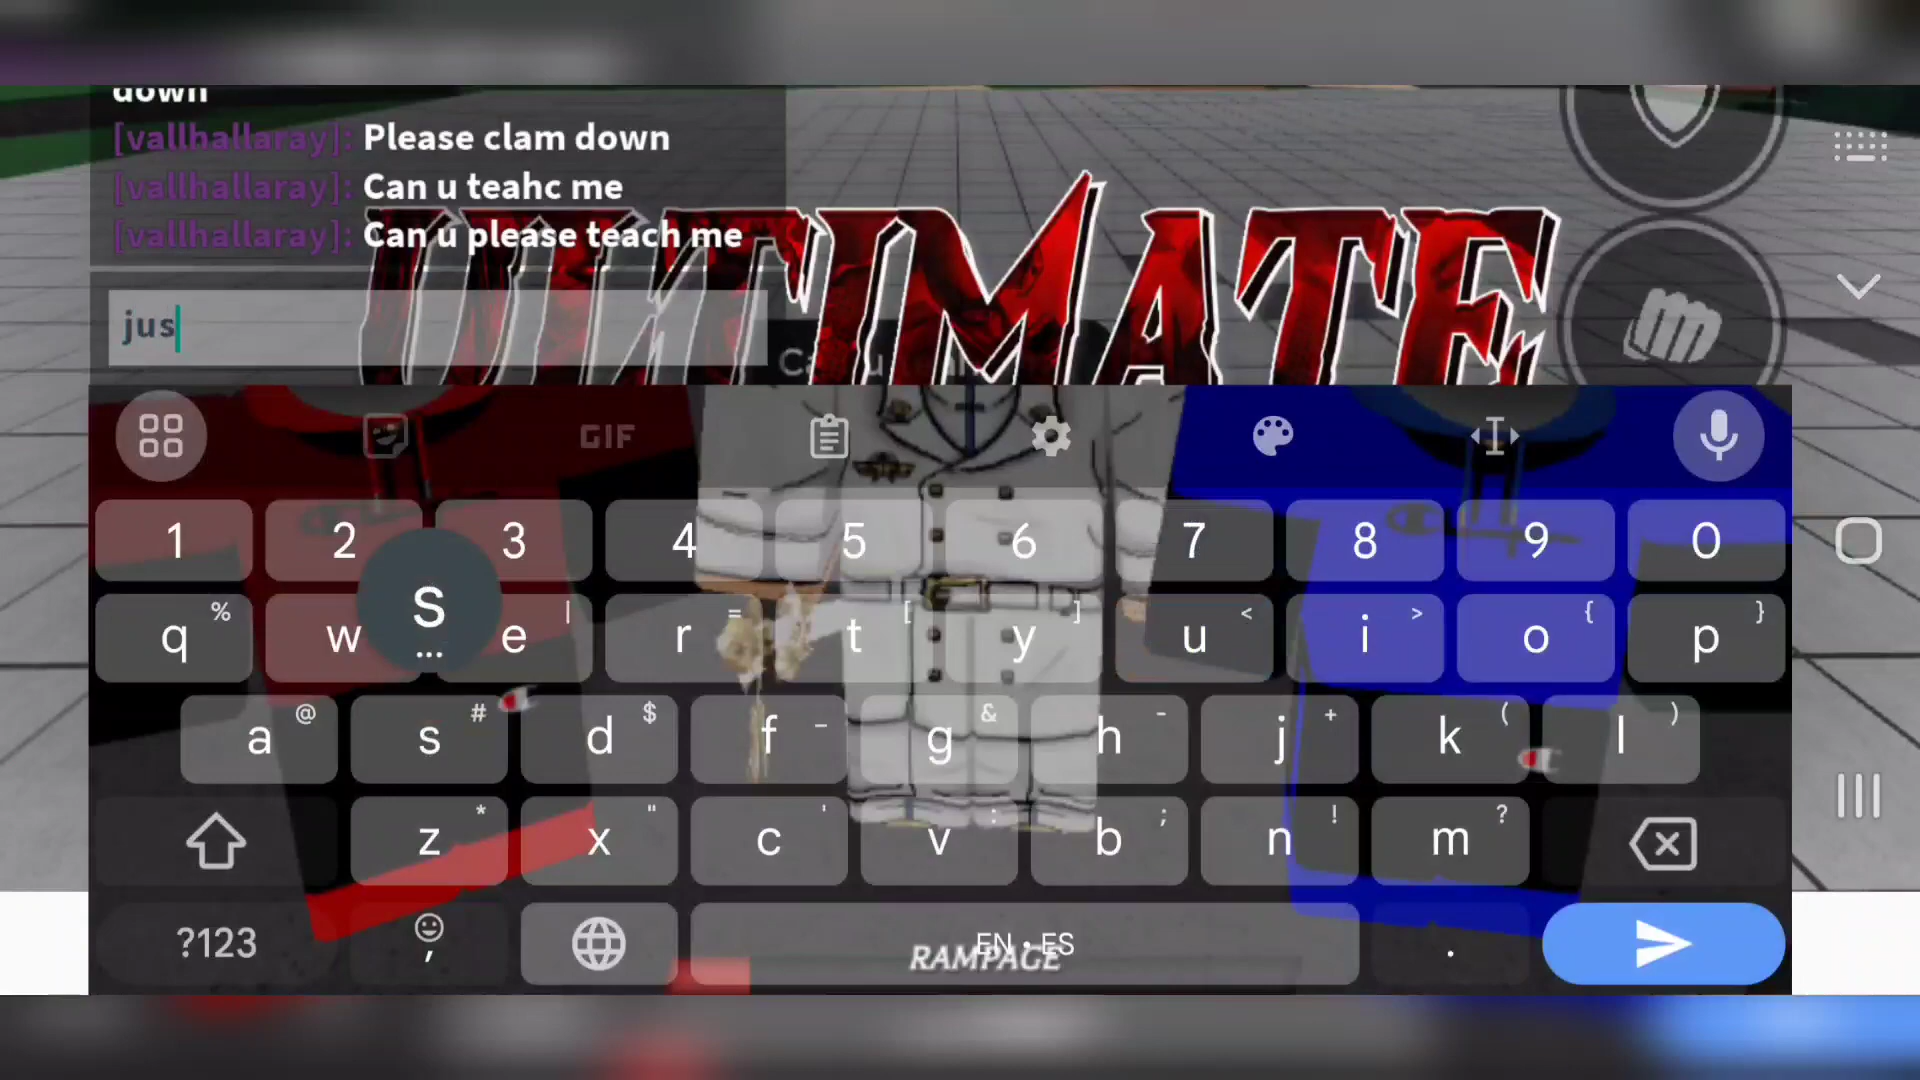 down
[vallhallaray]: Please clam down
[vallhallaray]: Can u teahc me
[vallhallaray]: Can u please teach me
ULTIMATE
jus
GIF
1 2 3 4 5 6 7 8 9 0
S
...
% | = [ ] < > { }
q w e r t y u i o p
@ # $ _ & - + ( )
a s d f g h j k l
* " ' : ; ! ?
z x c v b n m
?123 , EN • ES .
RAMPAGE